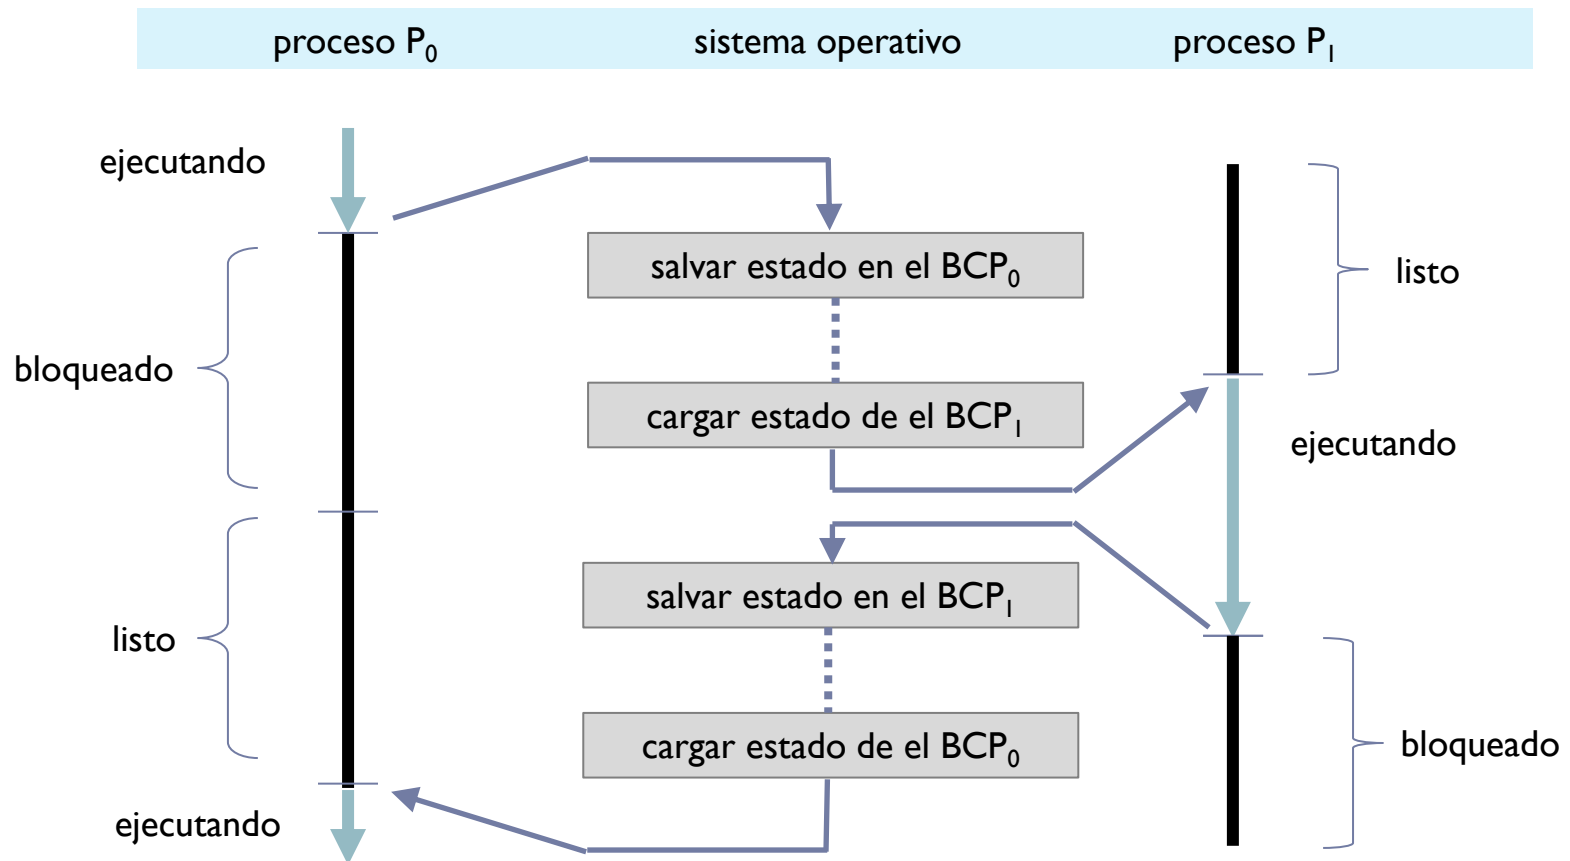 proceso P₀ sistema operativo proceso P₁
ejecutando
salvar estado en el BCP₀
listo
bloqueado
cargar estado de el BCP₁
ejecutando
salvar estado en el BCP₁
listo
cargar estado de el BCP₀
bloqueado
ejecutando